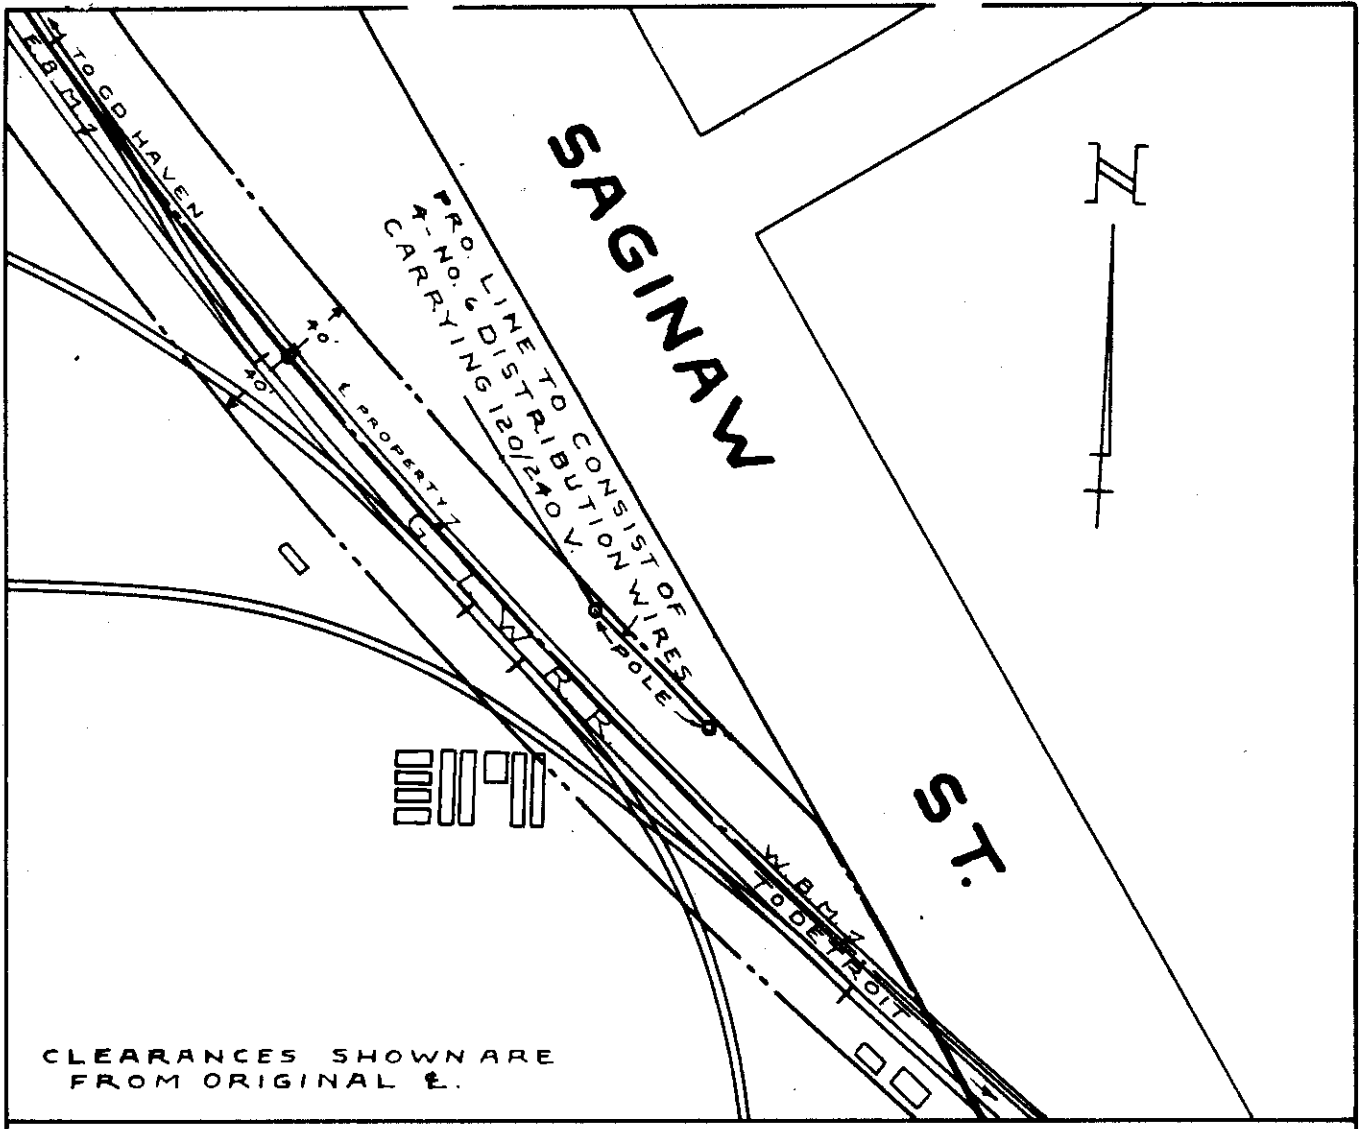 TO GD HAVEN
E.B.M.
SAGINAW
ST.
N
PRO. LINE TO CONSIST OF
4-NO. 6 DISTRIBUTION WIRES
CARRYING 120/240 V.
40'
40'
℄ PROPERTY
G. T. W. R. R.
POLE
W.B.M.
TO DETROIT
CLEARANCES SHOWN ARE
FROM ORIGINAL ℄.